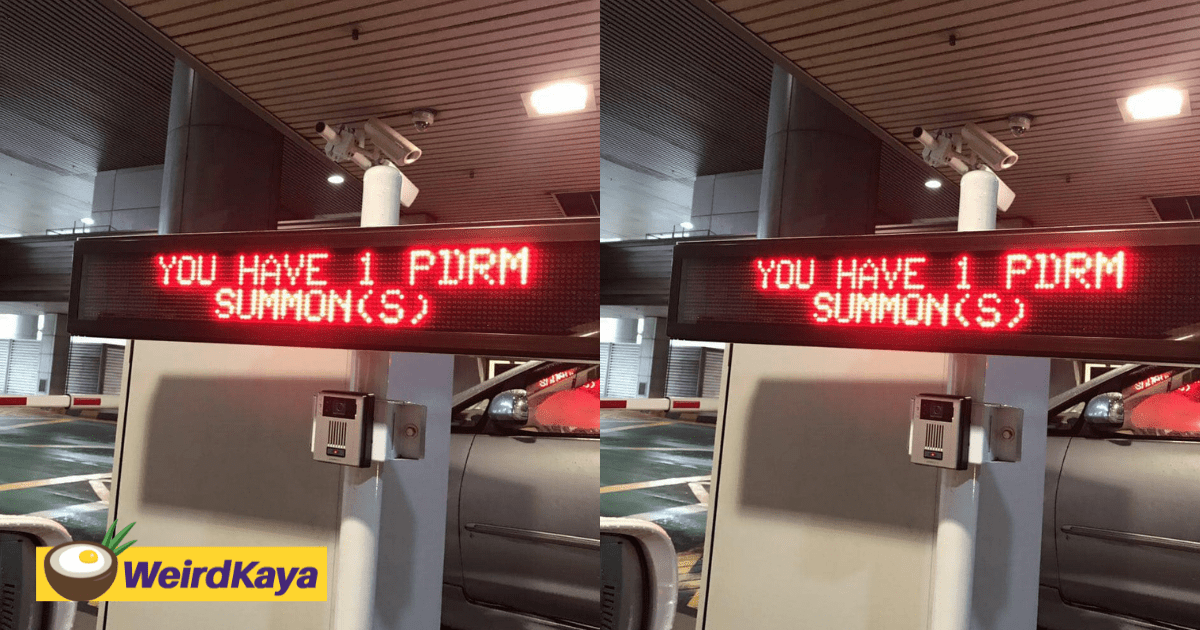 YOU HAVE 1 PDRM
SUMMON(S)
YOU HAVE 1 PDRM
SUMMON(S)
WeirdKaya